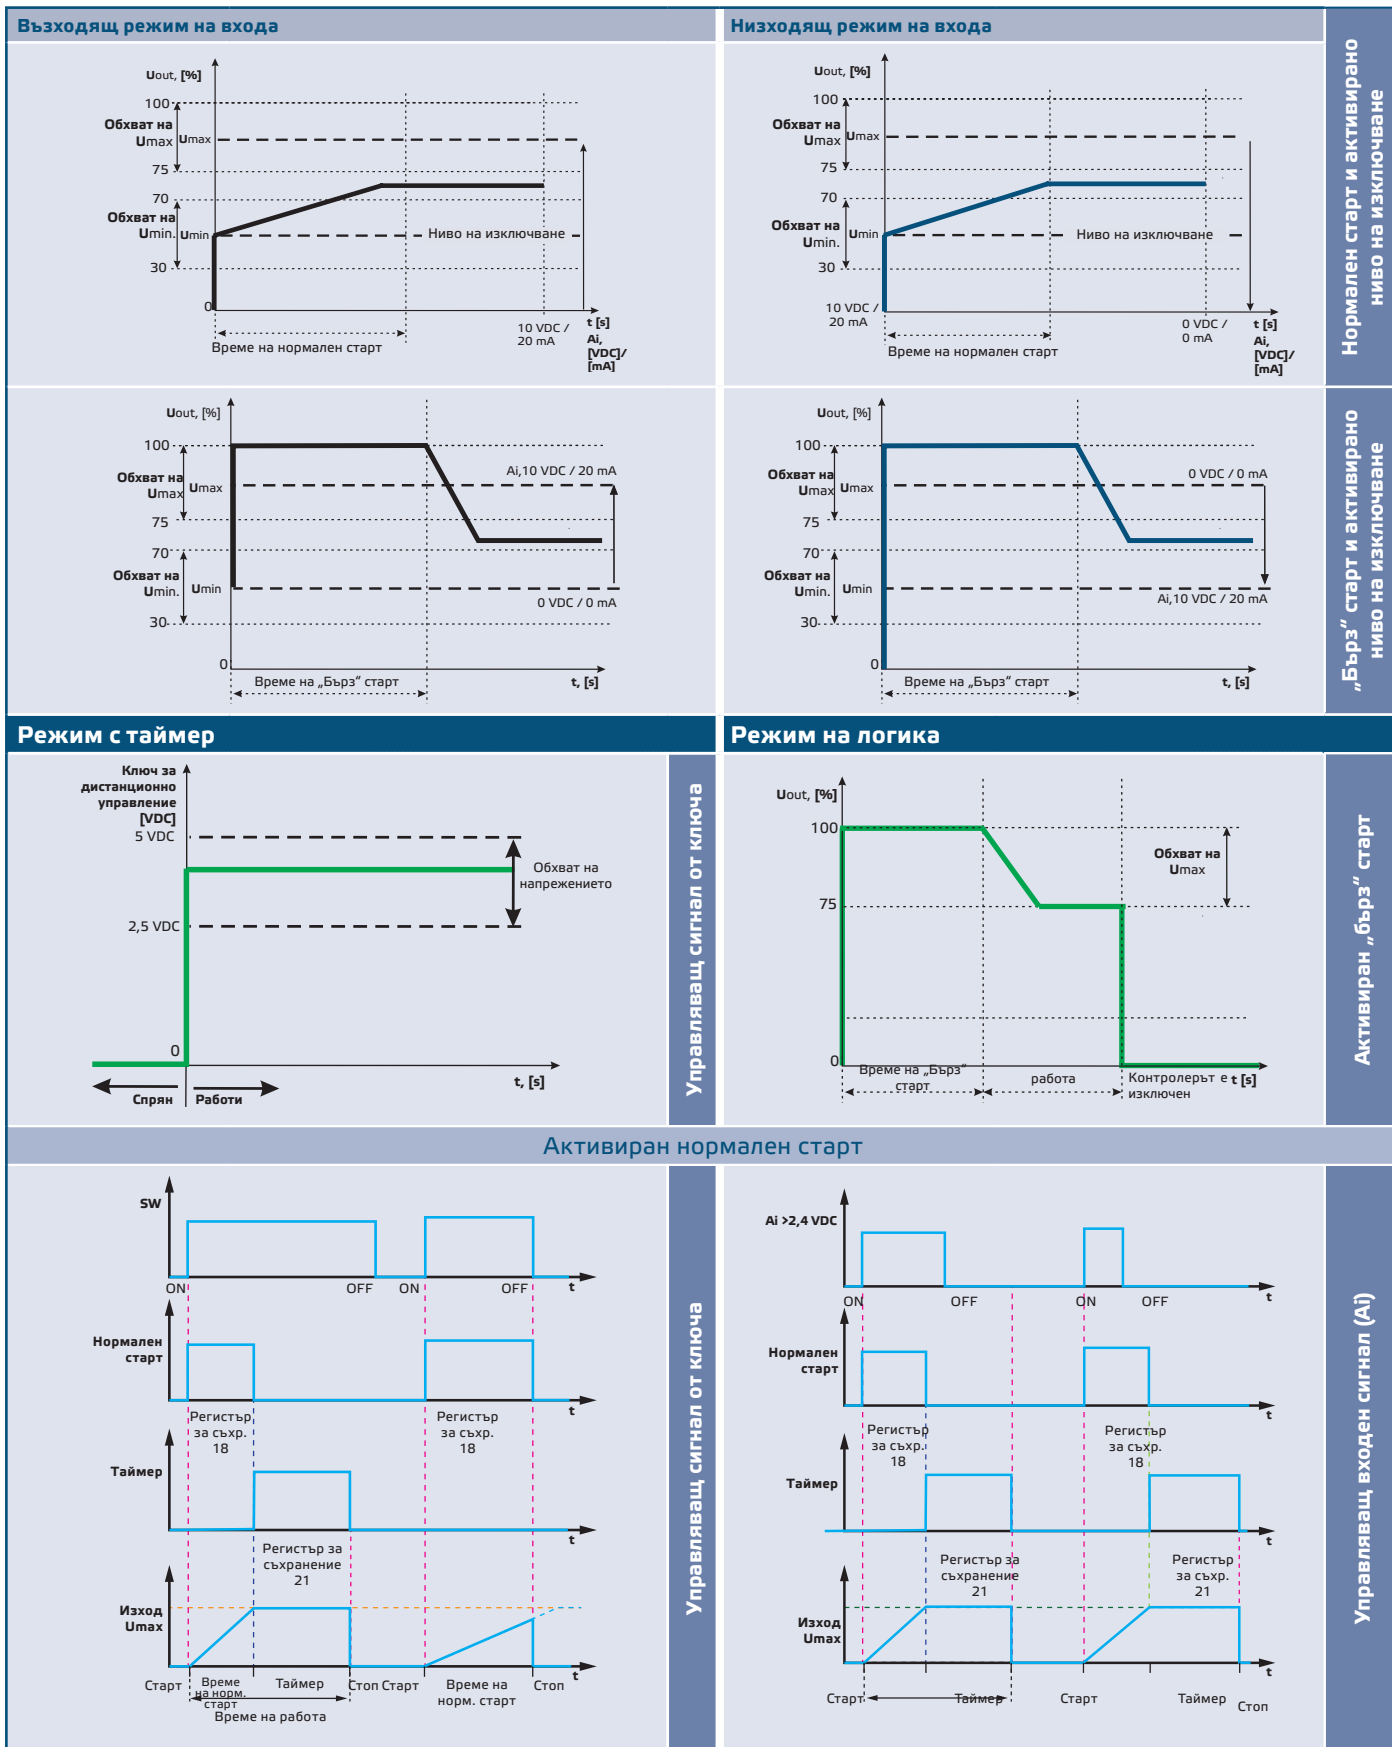 Възходящ режим на входа
Низходящ режим на входа
Uout, [%]
100
Обхват на
Umax
Umax
75
70
Обхват на
Umin.
Umin
Ниво на изключване
30
0
10 VDC /
20 mA
t [s]
Ai,
[VDC]/
[mA]
Време на нормален старт
Uout, [%]
100
Обхват на
Umax
Umax
75
70
Обхват на
Umin.
Umin
Ниво на изключване
30
10 VDC /
20 mA
0 VDC /
0 mA
t [s]
Ai,
[VDC]/
[mA]
Време на нормален старт
Нормален старт и активирано
ниво на изключване
Uout, [%]
100
Ai,10 VDC / 20 mA
Обхват на
Umax
Umax
75
70
Обхват на
Umin.
Umin
0 VDC / 0 mA
30
0
Време на „Бърз“ старт
t, [s]
Uout, [%]
100
0 VDC / 0 mA
Обхват на
Umax
Umax
75
70
Обхват на
Umin.
Umin
Ai,10 VDC / 20 mA
30
0
Време на „Бърз“ старт
t, [s]
„Бърз“ старт и активирано
ниво на изключване
Режим с таймер
Режим на логика
Ключ за
дистанционно
управление
[VDC]
5 VDC
Обхват на
напрежението
2,5 VDC
0
t, [s]
Спрян
Работи
Управляващ сигнал от ключа
Uout, [%]
100
Обхват на
Umax
75
0
Време на „Бърз“
старт
работа
Контролерът е
изключен
t [s]
Активиран „бърз“ старт
Активиран нормален старт
SW
ON
OFF
ON
OFF
t
Нормален
старт
t
Регистър
за съхр.
18
Регистър
за съхр.
18
Таймер
t
Регистър за
съхранение
21
Изход
Umax
t
Старт
Време
на норм.
старт
Таймер
Стоп
Старт
Време на
норм. старт
Стоп
Време на работа
Управляващ сигнал от ключа
Ai >2,4 VDC
ON
OFF
ON
OFF
t
Нормален
старт
t
Регистър
за съхр.
18
Регистър
за съхр.
18
Таймер
t
Регистър за
съхранение
21
Регистър
за съхр.
21
Изход
Umax
t
Старт
Таймер
Старт
Таймер
Стоп
Управляващ входен сигнал (Ai)